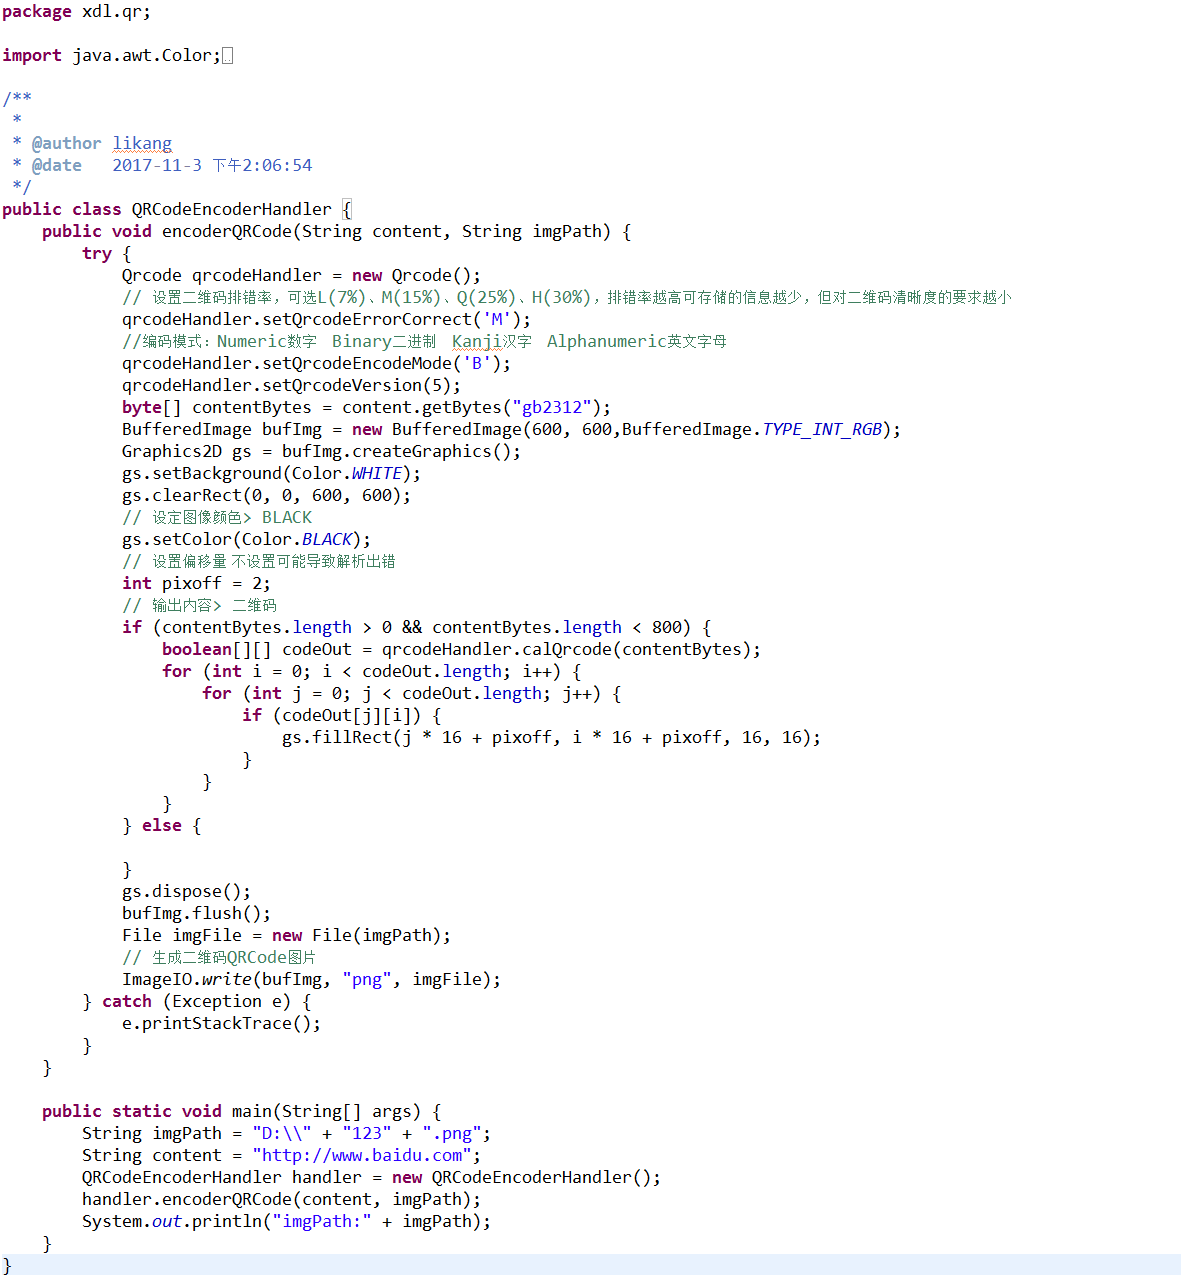 package xdl.qr;
import java.awt.Color;
/**
 *
 * @author likang
 * @date   2017-11-3 下午2:06:54
 */
public class QRCodeEncoderHandler {
    public void encoderQRCode(String content, String imgPath) {
        try {
            Qrcode qrcodeHandler = new Qrcode();
            // 设置二维码排错率，可选L(7%)、M(15%)、Q(25%)、H(30%)，排错率越高可存储的信息越少，但对二维码清晰度的要求越小
            qrcodeHandler.setQrcodeErrorCorrect('M');
            //编码模式：Numeric数字   Binary二进制   Kanji汉字   Alphanumeric英文字母
            qrcodeHandler.setQrcodeEncodeMode('B');
            qrcodeHandler.setQrcodeVersion(5);
            byte[] contentBytes = content.getBytes("gb2312");
            BufferedImage bufImg = new BufferedImage(600, 600,BufferedImage.TYPE_INT_RGB);
            Graphics2D gs = bufImg.createGraphics();
            gs.setBackground(Color.WHITE);
            gs.clearRect(0, 0, 600, 600);
            // 设定图像颜色> BLACK
            gs.setColor(Color.BLACK);
            // 设置偏移量 不设置可能导致解析出错
            int pixoff = 2;
            // 输出内容> 二维码
            if (contentBytes.length > 0 && contentBytes.length < 800) {
                boolean[][] codeOut = qrcodeHandler.calQrcode(contentBytes);
                for (int i = 0; i < codeOut.length; i++) {
                    for (int j = 0; j < codeOut.length; j++) {
                        if (codeOut[j][i]) {
                            gs.fillRect(j * 16 + pixoff, i * 16 + pixoff, 16, 16);
                        }
                    }
                }
            } else {
            }
            gs.dispose();
            bufImg.flush();
            File imgFile = new File(imgPath);
            // 生成二维码QRCode图片
            ImageIO.write(bufImg, "png", imgFile);
        } catch (Exception e) {
            e.printStackTrace();
        }
    }
    public static void main(String[] args) {
        String imgPath = "D:\\" + "123" + ".png";
        String content = "http://www.baidu.com";
        QRCodeEncoderHandler handler = new QRCodeEncoderHandler();
        handler.encoderQRCode(content, imgPath);
        System.out.println("imgPath:" + imgPath);
    }
}